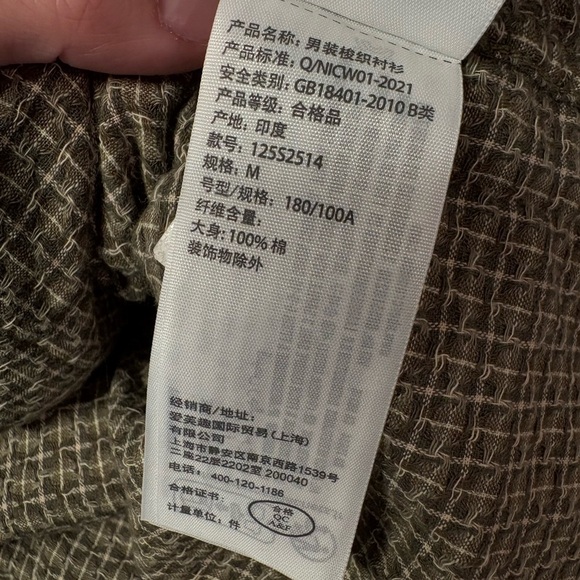 产品名称: 男装梭织衬衫
产品标准: Q/NICW01-2021
安全类别: GB18401-2010 B类
产品等级: 合格品
产地: 印度
款号: 125S2514
规格: M
号型/规格: 180/100A
纤维含量:
大身: 100% 棉
装饰物除外
经销商/地址:
爱芙趣国际贸易(上海)
有限公司
上海市静安区南京西路1539号
二座22层2202室 200040
电话: 400-120-1186
合格证书: 合格
QC
A&F
计量单位: 件